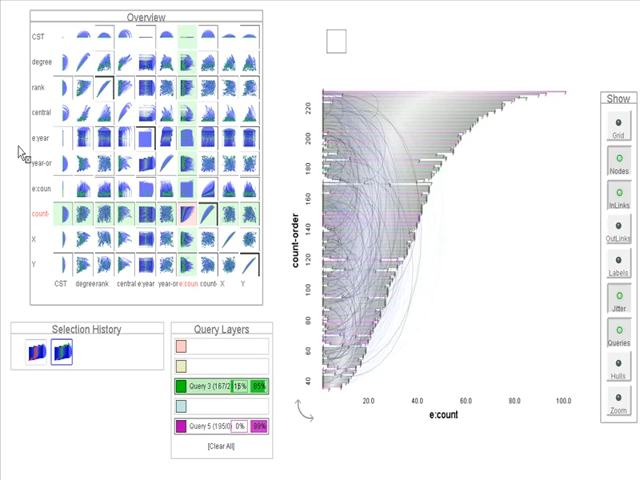 Overview
CST
degree
rank
central
e:year
year-or
e:coun
count-
X
Y
CST degree rank central e:year year-or e:coun count- X Y
Selection History
Query Layers
Query 3 (167/2 15% 85%
Query 5 (195/0 0% 99%
[Clear All]
count-order
220
200
180
160
140
120
100
80
60
40
20.0 40.0 60.0 80.0 100.0
e:count
Show
Grid
Nodes
InLinks
OutLinks
Labels
Jitter
Queries
Hulls
Zoom